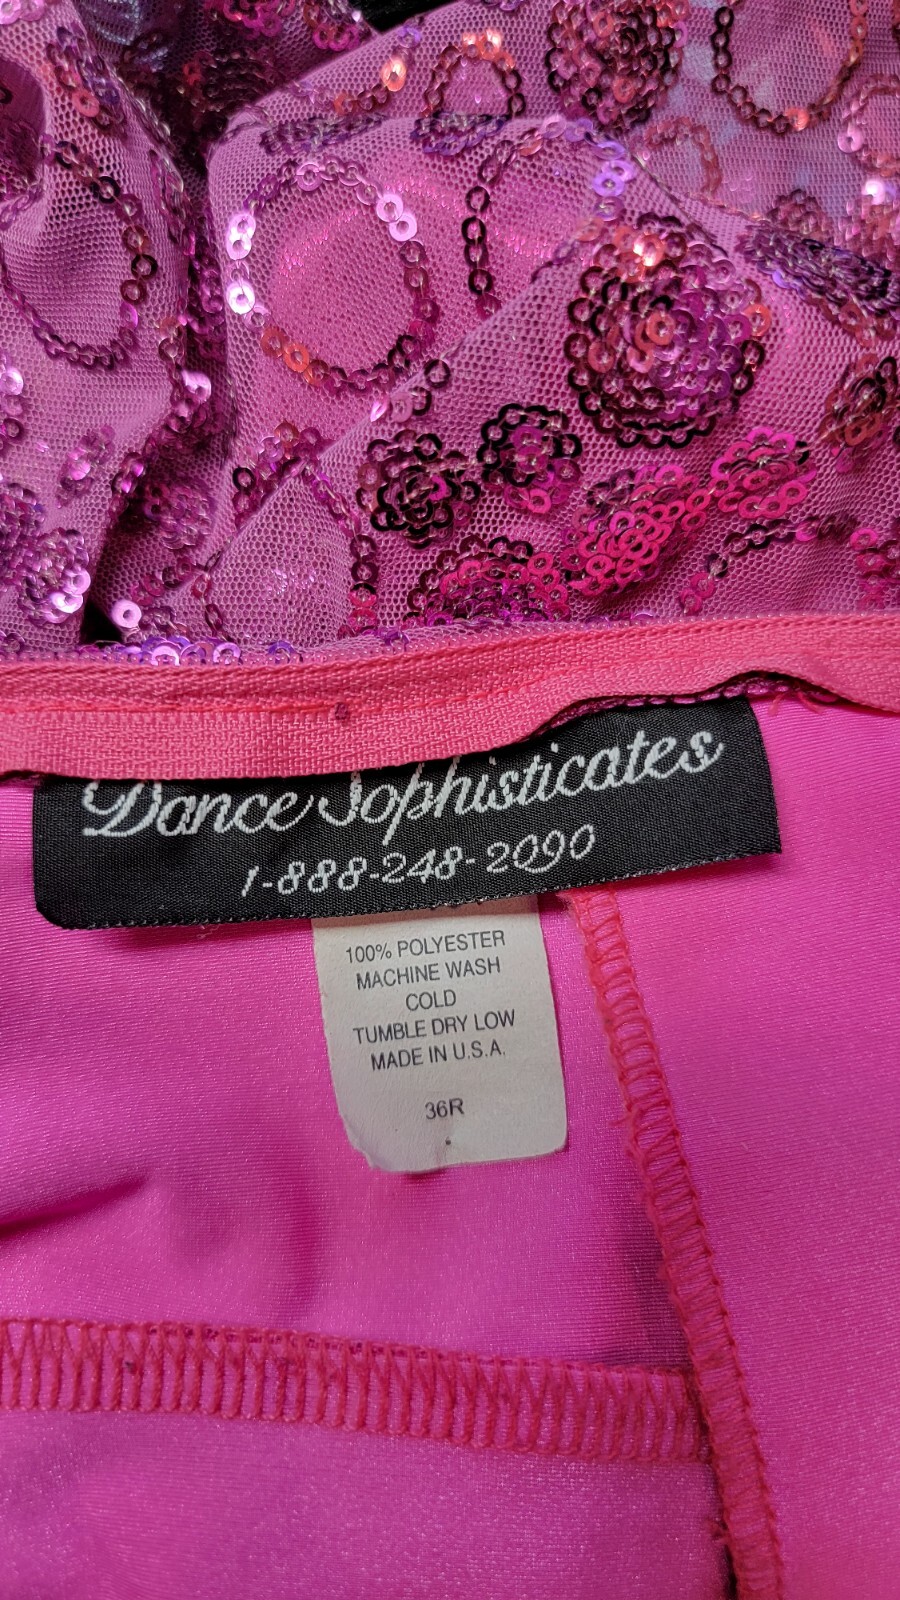 Dance Sophisticates
1-888-248-2090
100% POLYESTER
MACHINE WASH
COLD
TUMBLE DRY LOW
MADE IN U.S.A.
36R